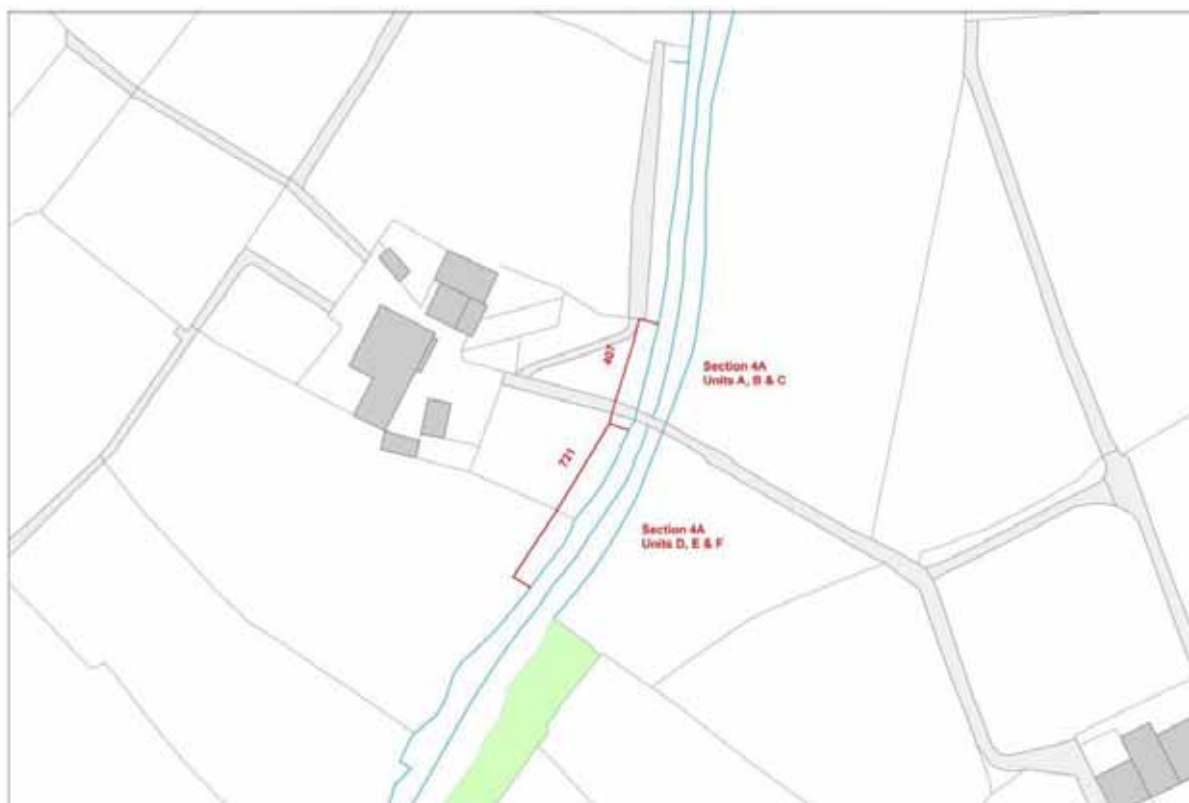 407
Section 4A
Units A, B & C
721
Section 4A
Units D, E & F